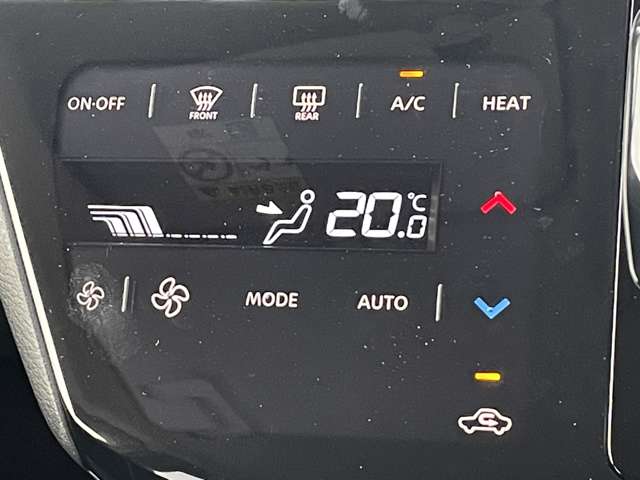 ON·OFF FRONT REAR A/C HEAT
20.0 °C
MODE AUTO